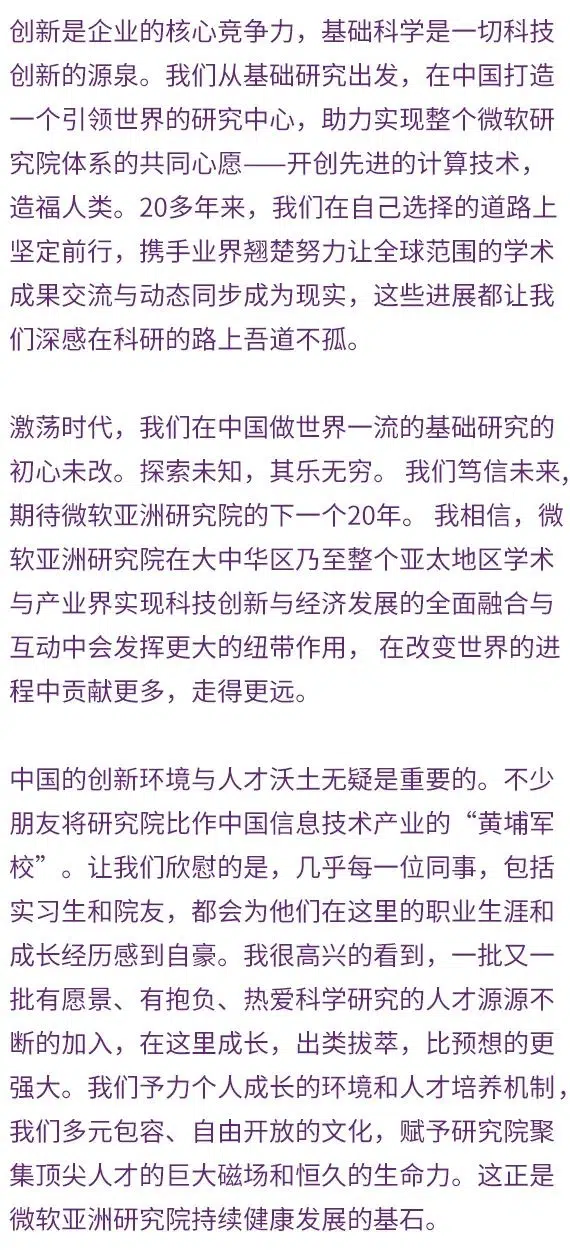 创新是企业的核心竞争力，基础科学是一切科技
创新的源泉。我们从基础研究出发，在中国打造
一个引领世界的研究中心，助力实现整个微软研
究院体系的共同心愿——开创先进的计算技术，
造福人类。20多年来，我们在自己选择的道路上
坚定前行，携手业界翘楚努力让全球范围的学术
成果交流与动态同步成为现实，这些进展都让我
们深感在科研的路上吾道不孤。
激荡时代，我们在中国做世界一流的基础研究的
初心未改。探索未知，其乐无穷。 我们笃信未来,
期待微软亚洲研究院的下一个20年。 我相信，微
软亚洲研究院在大中华区乃至整个亚太地区学术
与产业界实现科技创新与经济发展的全面融合与
互动中会发挥更大的纽带作用， 在改变世界的进
程中贡献更多，走得更远。
中国的创新环境与人才沃土无疑是重要的。不少
朋友将研究院比作中国信息技术产业的“黄埔军
校”。让我们欣慰的是，几乎每一位同事，包括
实习生和院友，都会为他们在这里的职业生涯和
成长经历感到自豪。我很高兴的看到，一批又一
批有愿景、有抱负、热爱科学研究的人才源源不
断的加入，在这里成长，出类拔萃，比预想的更
强大。我们予力个人成长的环境和人才培养机制，
我们多元包容、自由开放的文化，赋予研究院聚
集顶尖人才的巨大磁场和恒久的生命力。这正是
微软亚洲研究院持续健康发展的基石。